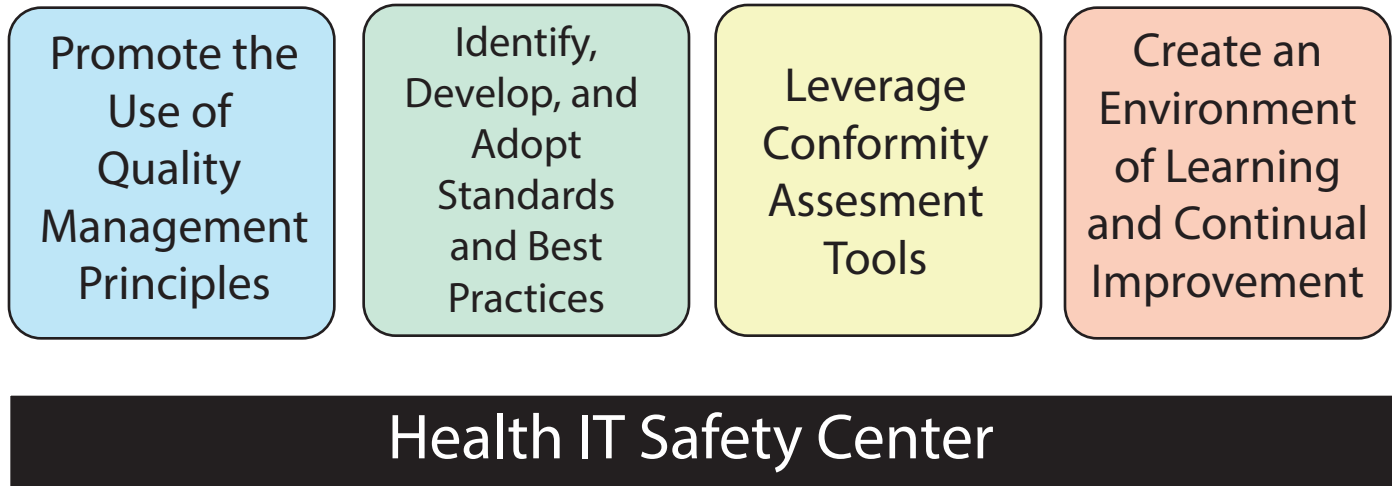 Promote the
Use of
Quality
Management
Principles
Identify,
Develop, and
Adopt
Standards
and Best
Practices
Leverage
Conformity
Assesment
Tools
Create an
Environment
of Learning
and Continual
Improvement
Health IT Safety Center